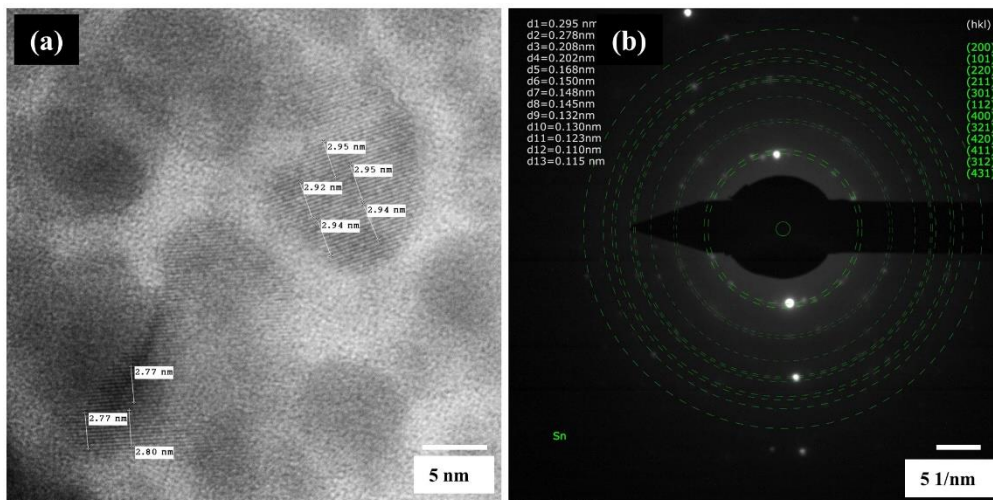 (a)
2.95 nm
2.95 nm
2.92 nm
2.94 nm
2.94 nm
2.77 nm
2.77 nm
2.80 nm
5 nm
(b)
d1=0.295 nm
d2=0.278nm
d3=0.208nm
d4=0.202nm
d5=0.168nm
d6=0.150nm
d7=0.148nm
d8=0.145nm
d9=0.132nm
d10=0.130nm
d11=0.123nm
d12=0.110nm
d13=0.115 nm
(hkl)
(200)
(101)
(220)
(211)
(301)
(112)
(400)
(321)
(420)
(411)
(312)
(431)
Sn
5 1/nm